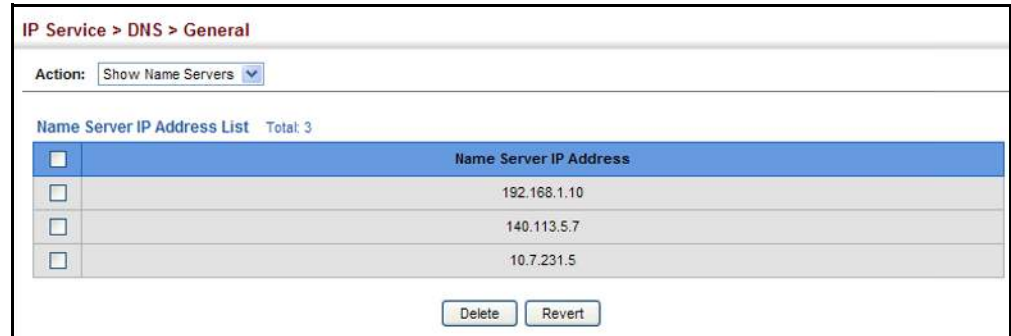 IP Service > DNS > General
Action: Show Name Servers
Name Server IP Address List Total: 3
Name Server IP Address
192.168.1.10
140.113.5.7
10.7.231.5
Delete Revert